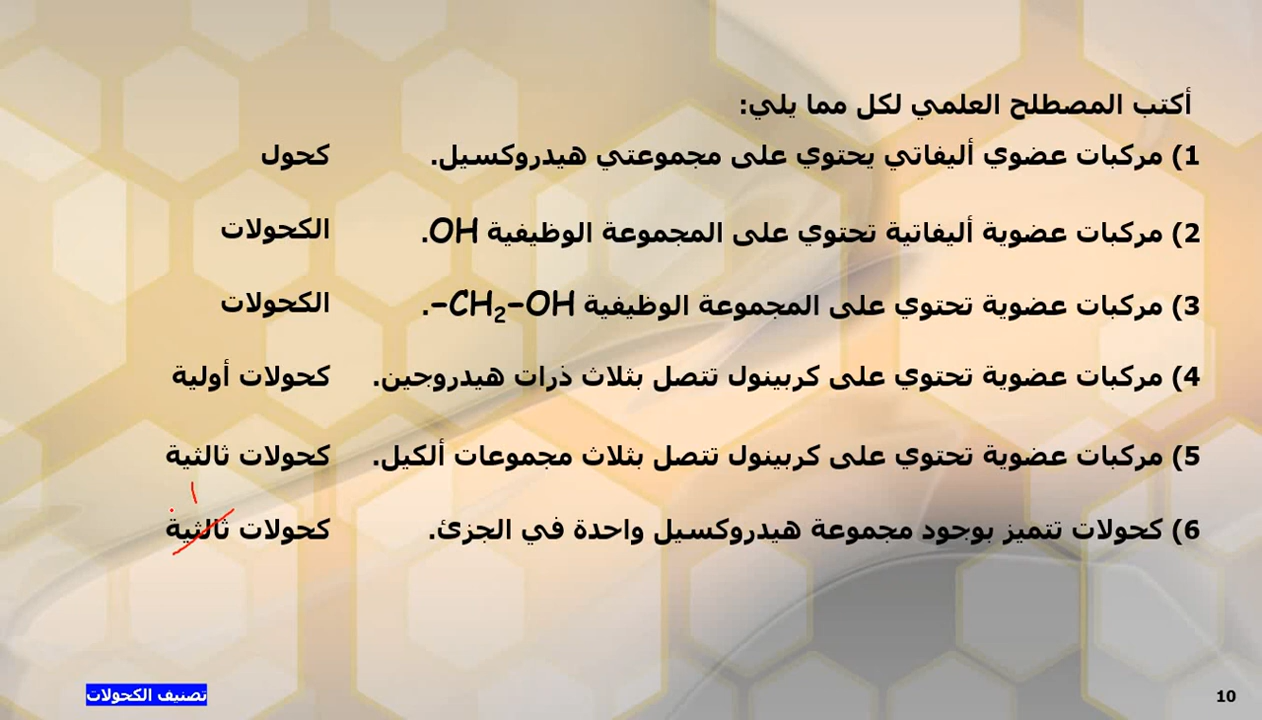 أكتب المصطلح العلمي لكل مما يلي:
1) مركبات عضوي أليفاتي يحتوي على مجموعتي هيدروكسيل. كحول
2) مركبات عضوية أليفاتية تحتوي على المجموعة الوظيفية OH. الكحولات
3) مركبات عضوية تحتوي على المجموعة الوظيفية –CH₂–OH. الكحولات
4) مركبات عضوية تحتوي على كربينول تتصل بثلاث ذرات هيدروجين. كحولات أولية
5) مركبات عضوية تحتوي على كربينول تتصل بثلاث مجموعات ألكيل. كحولات ثالثية
6) كحولات تتميز بوجود مجموعة هيدروكسيل واحدة في الجزئ. كحولات ثالثية
تصنيف الكحولات
10